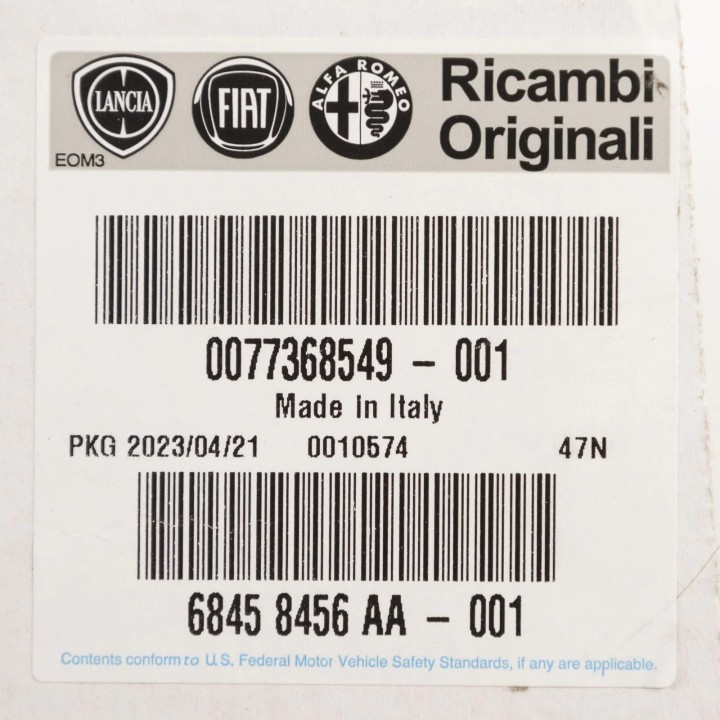 LANCIA FIAT ALFA ROMEO Ricambi
Originali
EOM3
0077368549 - 001
Made in Italy
PKG 2023/04/21 0010574 47N
6845 8456 AA - 001
Contents conform to U.S. Federal Motor Vehicle Safety Standards, if any are applicable.